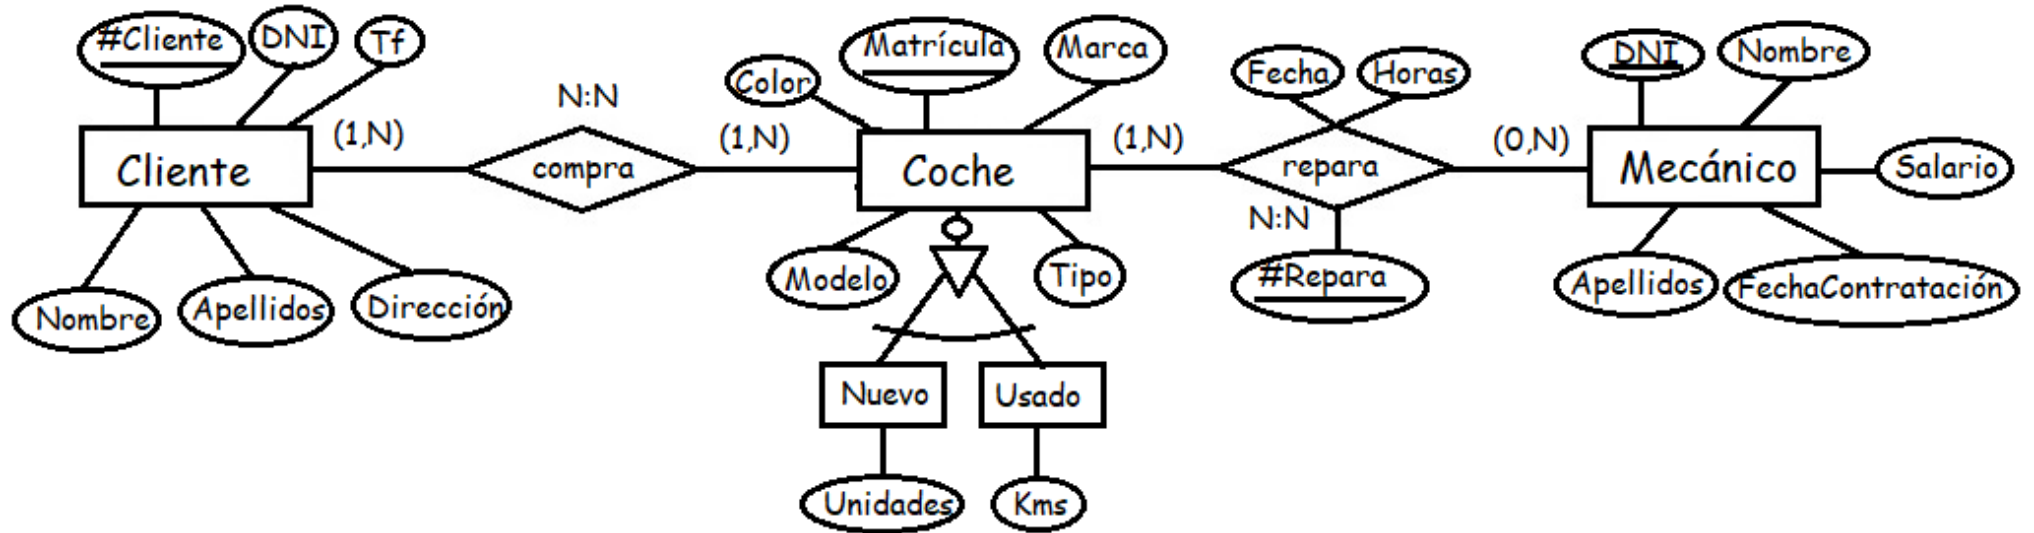 #Cliente
DNI
Tf
N:N
Color
Matrícula
Marca
Fecha
Horas
DNI
Nombre
Cliente
(1,N)
compra
(1,N)
Coche
(1,N)
repara
(0,N)
Mecánico
Salario
N:N
Nombre
Apellidos
Dirección
Modelo
Tipo
#Repara
Apellidos
FechaContratación
Nuevo
Usado
Unidades
Kms